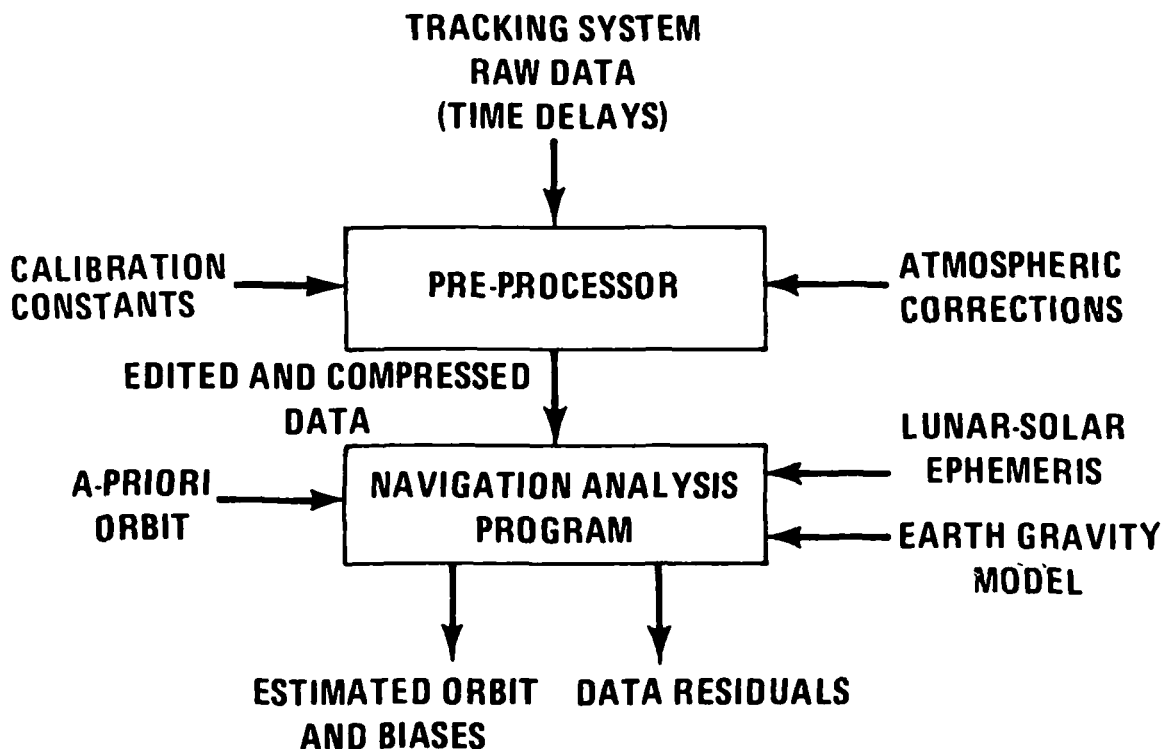 TRACKING SYSTEM
RAW DATA
(TIME DELAYS)
CALIBRATION
CONSTANTS
PRE-PROCESSOR
ATMOSPHERIC
CORRECTIONS
EDITED AND COMPRESSED
DATA
A-PRIORI
ORBIT
NAVIGATION ANALYSIS
PROGRAM
LUNAR-SOLAR
EPHEMERIS
EARTH GRAVITY
MODEL
ESTIMATED ORBIT
AND BIASES
DATA RESIDUALS